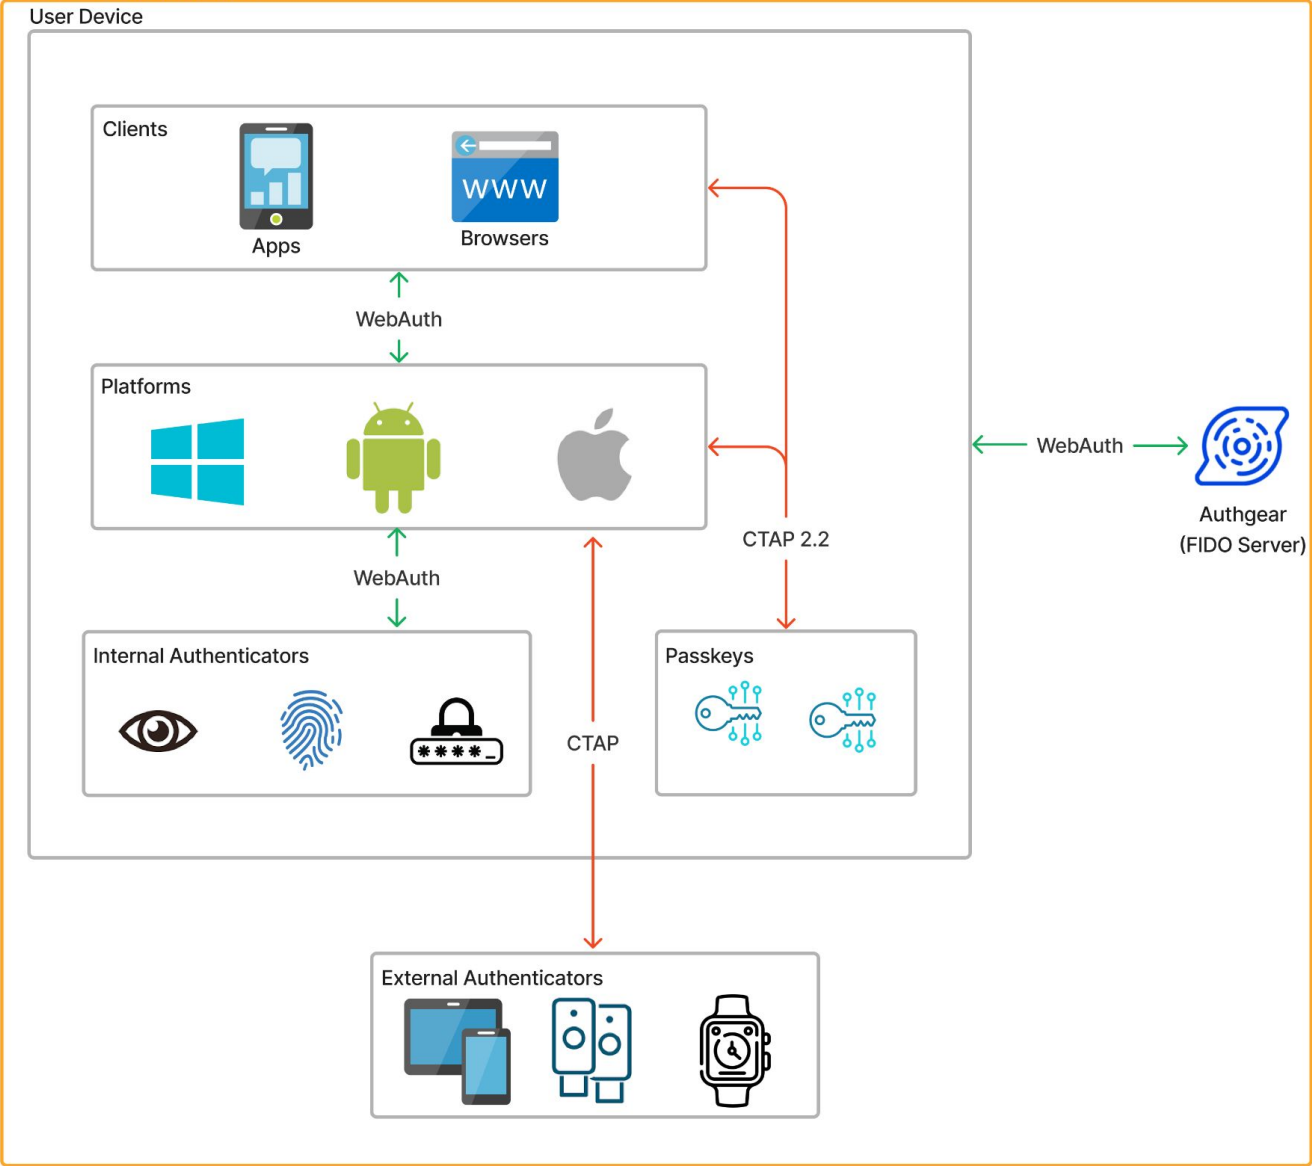 User Device
Clients
WWW
Apps
Browsers
WebAuth
Platforms
WebAuth
Authgear
(FIDO Server)
CTAP 2.2
WebAuth
Internal Authenticators
Passkeys
****_
CTAP
External Authenticators